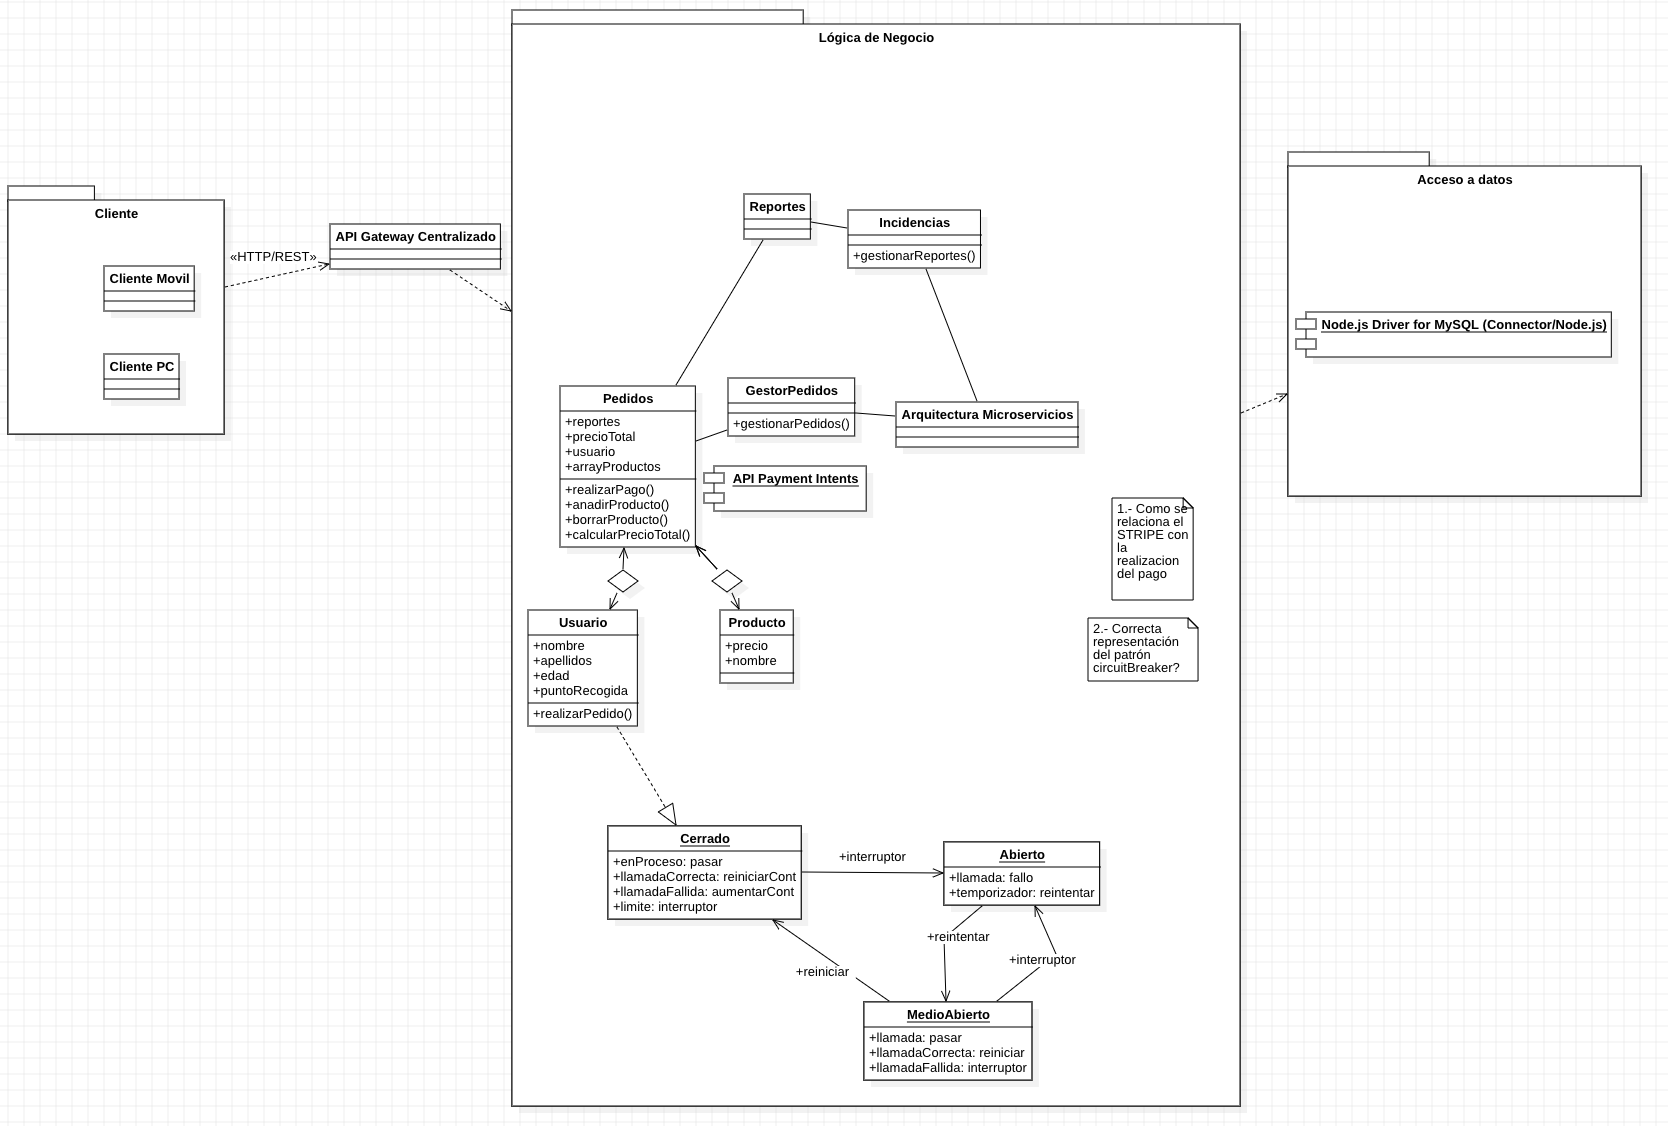 Lógica de Negocio
Cliente
Cliente Movil
Cliente PC
«HTTP/REST»
API Gateway Centralizado
Reportes
Incidencias
+gestionarReportes()
Pedidos
+reportes
+precioTotal
+usuario
+arrayProductos
+realizarPago()
+anadirProducto()
+borrarProducto()
+calcularPrecioTotal()
GestorPedidos
+gestionarPedidos()
Arquitectura Microservicios
API Payment Intents
Usuario
+nombre
+apellidos
+edad
+puntoRecogida
+realizarPedido()
Producto
+precio
+nombre
1.- Como se
relaciona el
STRIPE con
la
realizacion
del pago
2.- Correcta
representación
del patrón
circuitBreaker?
Cerrado
+enProceso: pasar
+llamadaCorrecta: reiniciarCont
+llamadaFallida: aumentarCont
+limite: interruptor
+interruptor
Abierto
+llamada: fallo
+temporizador: reintentar
+reintentar
+interruptor
+reiniciar
MedioAbierto
+llamada: pasar
+llamadaCorrecta: reiniciar
+llamadaFallida: interruptor
Acceso a datos
Node.js Driver for MySQL (Connector/Node.js)